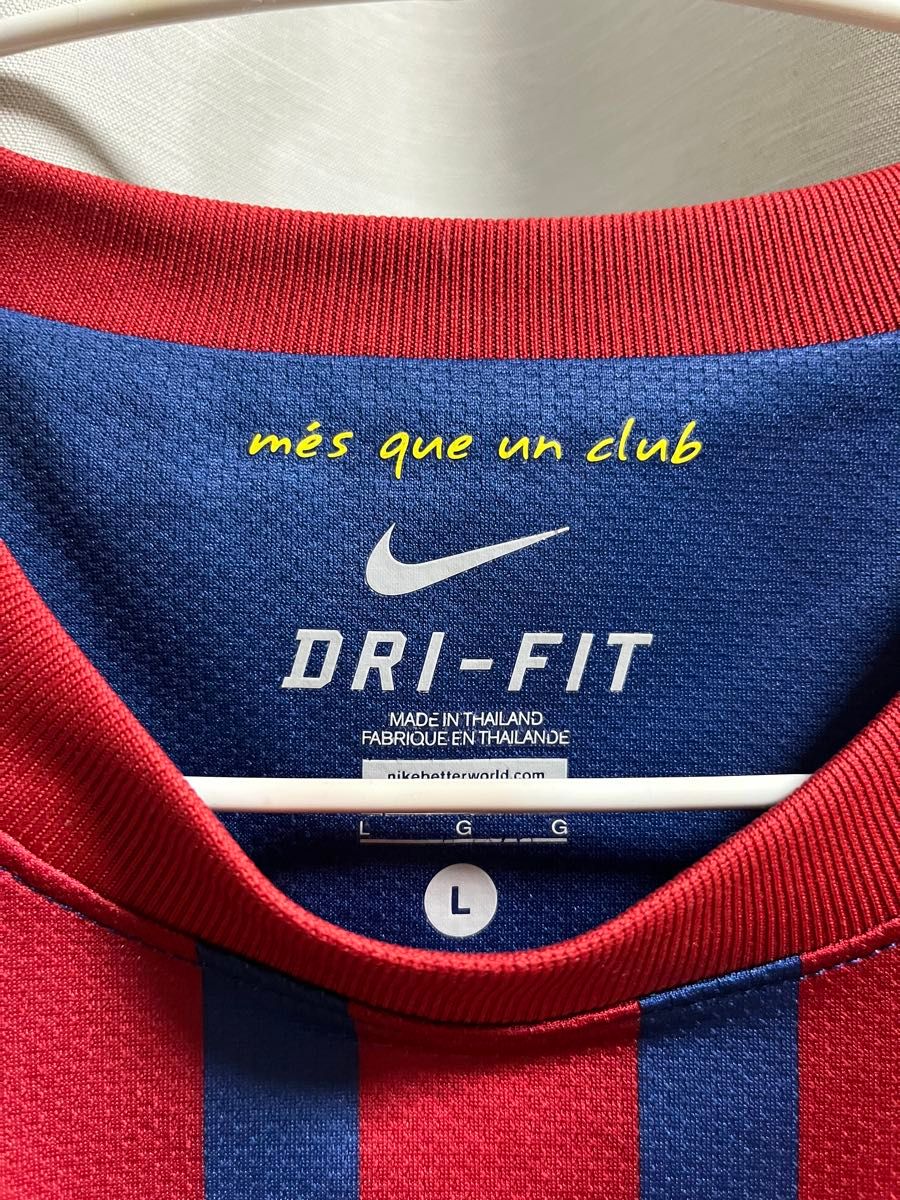 més que un club
DRI-FIT
MADE IN THAILAND
FABRIQUE EN THAILANDE
nikebetterworld.com
L G G
L